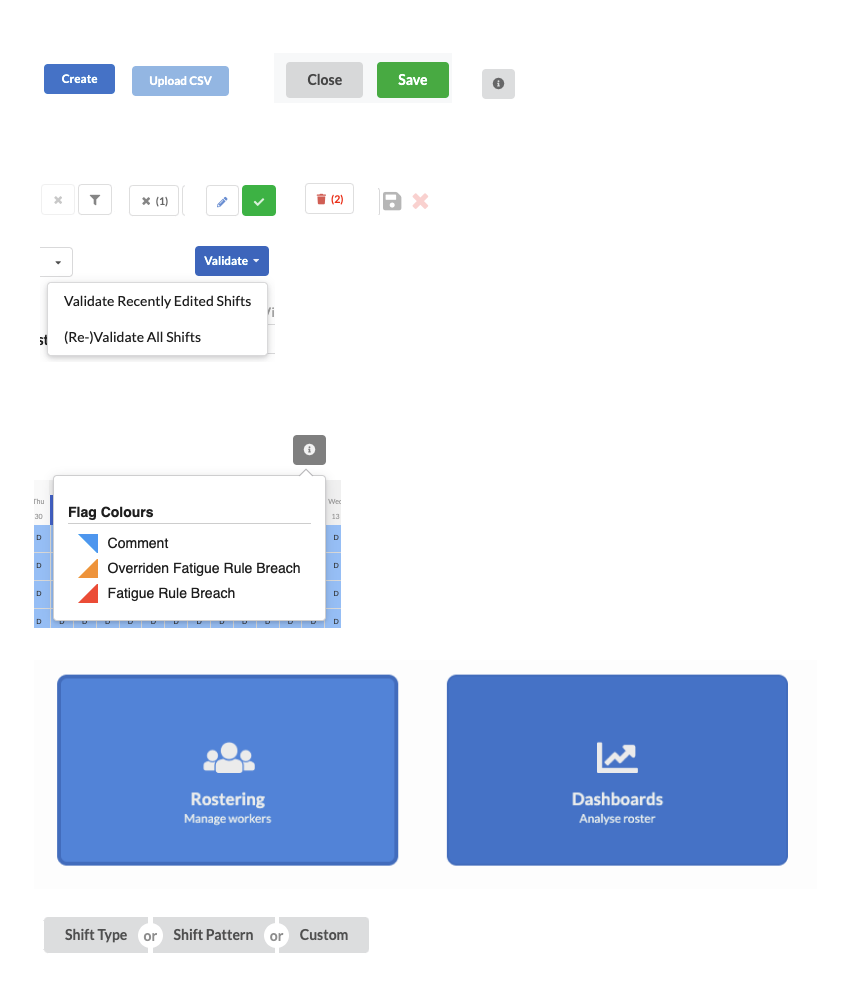 Create
Upload CSV
Close
Save
(1)
(2)
Validate
Validate Recently Edited Shifts
(Re-)Validate All Shifts
Thu
30
Wed
13
Flag Colours
Comment
Overriden Fatigue Rule Breach
Fatigue Rule Breach
D
D
D
D
D
D
D D D D D D D D D D D D D D
Rostering
Manage workers
Dashboards
Analyse roster
Shift Type or Shift Pattern or Custom